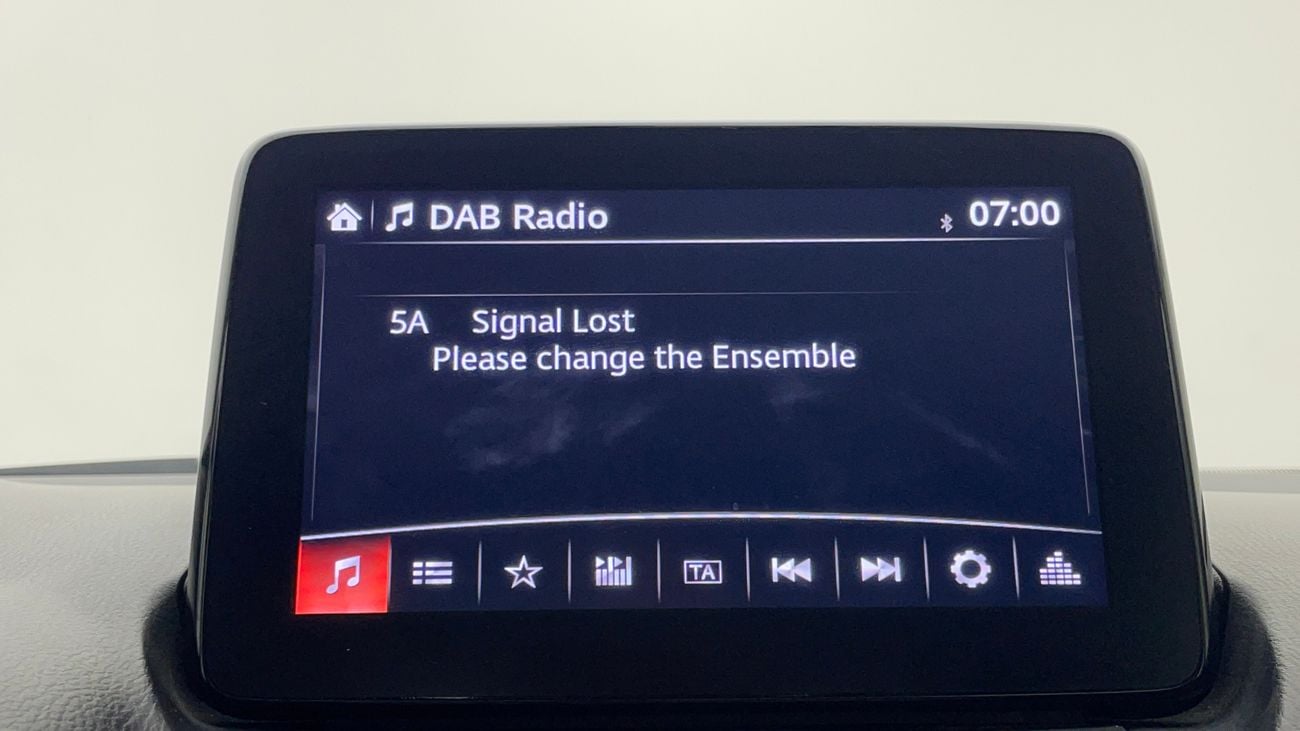 DAB Radio 07:00
5A Signal Lost
Please change the Ensemble
TA